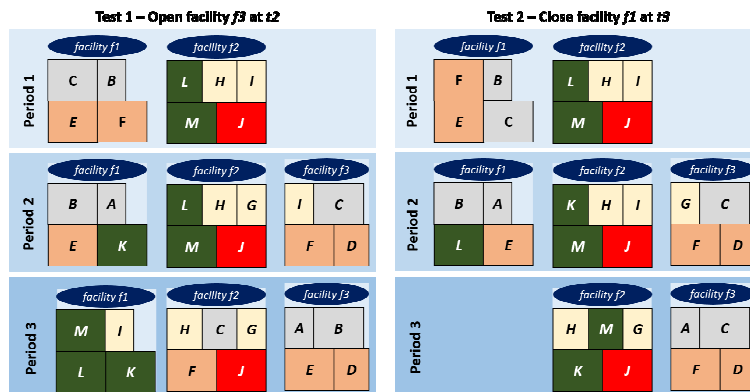 Test 1 – Open facility f3 at t2
Period 1
facility f1
facility f2
C B
L H I
E F
M J
Period 2
facility f1
facility f2
facility f3
B A
L H G
I C
E K
M J
F D
Period 3
facility f1
facility f2
facility f3
M I
H C G
A B
L K
F J
E D
Test 2 – Close facility f1 at t3
Period 1
facility f1
facility f2
F B
L H I
E C
M J
Period 2
facility f1
facility f2
facility f3
B A
K H I
G C
L E
M J
F D
Period 3
facility f2
facility f3
H M G
A C
K J
F D